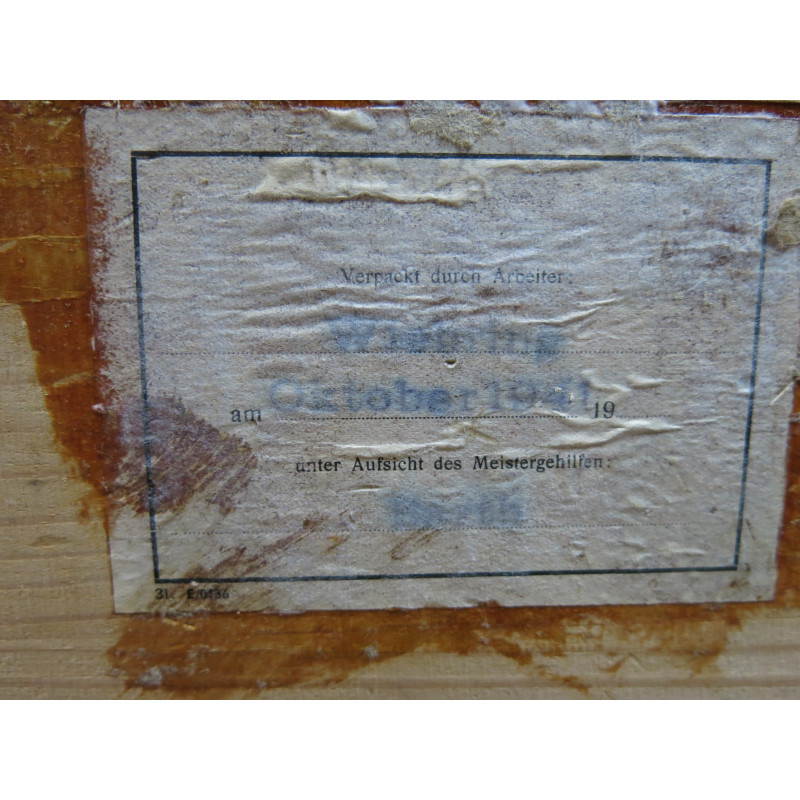 Verpackt durch Arbeiter:
am Oktober 1941 19
unter Aufsicht des Meistergehilfen:
31. E/0136